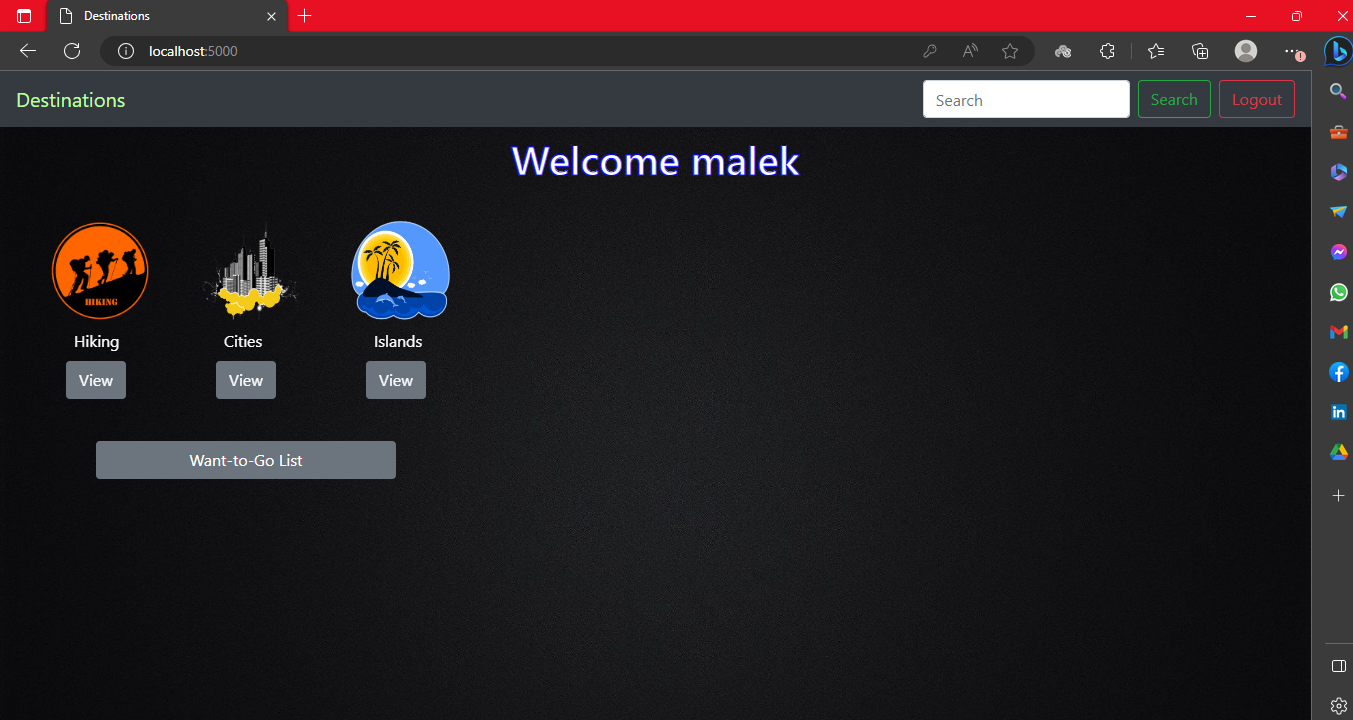 Destinations
localhost:5000
Destinations
Search Search Logout
Welcome malek
HIKING
Hiking Cities Islands
View View View
Want-to-Go List